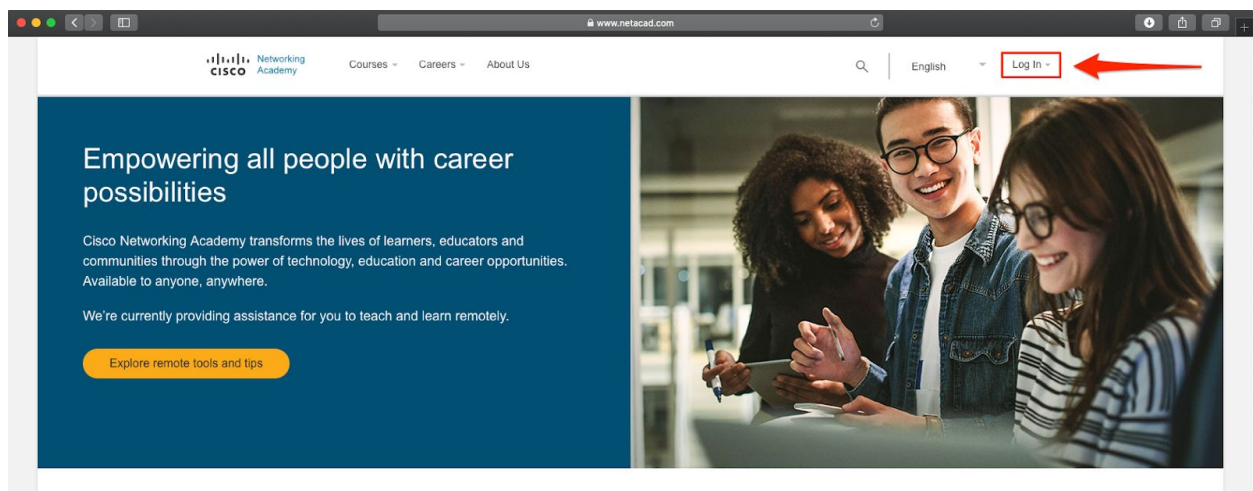 www.netacad.com
CISCO Networking Academy
Courses Careers About Us English Log In
Empowering all people with career
possibilities
Cisco Networking Academy transforms the lives of learners, educators and
communities through the power of technology, education and career opportunities.
Available to anyone, anywhere.
We're currently providing assistance for you to teach and learn remotely.
Explore remote tools and tips